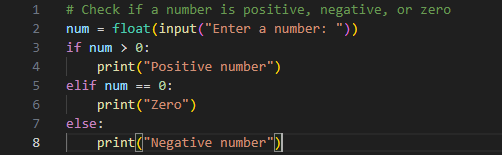 1 # Check if a number is positive, negative, or zero
2 num = float(input("Enter a number: "))
3 if num > 0:
4     print("Positive number")
5 elif num == 0:
6     print("Zero")
7 else:
8     print("Negative number")